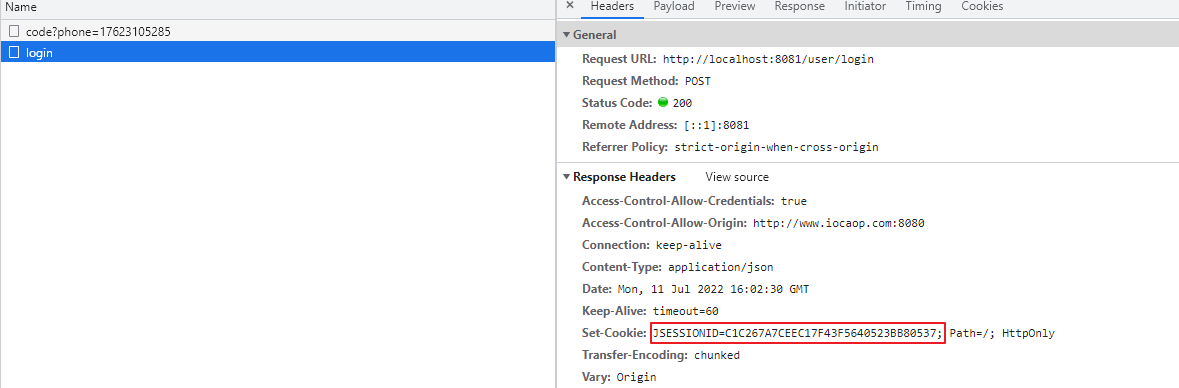 Name
code?phone=17623105285
login
× Headers Payload Preview Response Initiator Timing Cookies
General
Request URL: http://localhost:8081/user/login
Request Method: POST
Status Code: 200
Remote Address: [::1]:8081
Referrer Policy: strict-origin-when-cross-origin
Response Headers View source
Access-Control-Allow-Credentials: true
Access-Control-Allow-Origin: http://www.iocaop.com:8080
Connection: keep-alive
Content-Type: application/json
Date: Mon, 11 Jul 2022 16:02:30 GMT
Keep-Alive: timeout=60
Set-Cookie: JSESSIONID=C1C267A7CEEC17F43F5640523BB80537; Path=/; HttpOnly
Transfer-Encoding: chunked
Vary: Origin